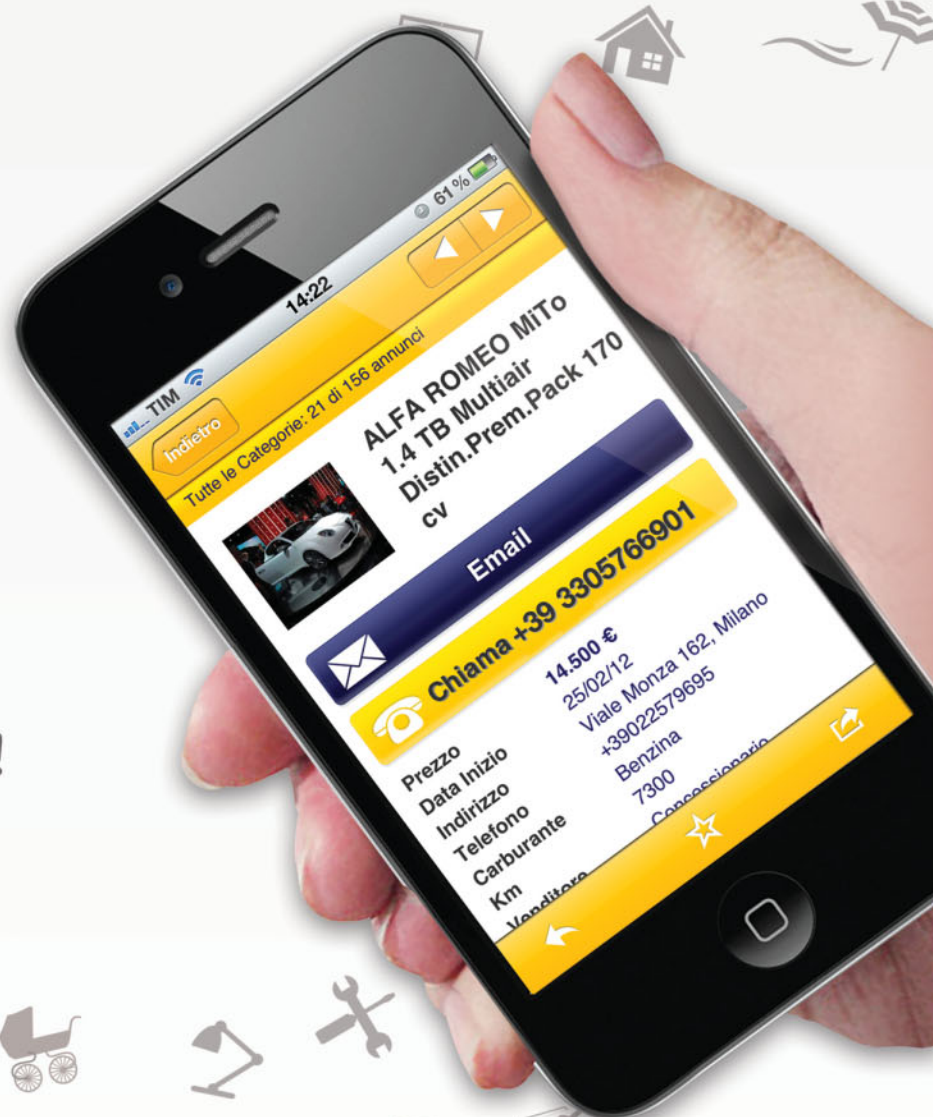 TIM 14:22 61 %
Indietro
Tutte le Categorie: 21 di 156 annunci
ALFA ROMEO MiTo
1.4 TB Multiair
Distin.Prem.Pack 170
cv
Email
Chiama +39 3305766901
Prezzo 14.500 €
Data Inizio 25/02/12
Indirizzo Viale Monza 162, Milano
Telefono +39022579695
Carburante Benzina
Km 7300
Venditore Concessionario